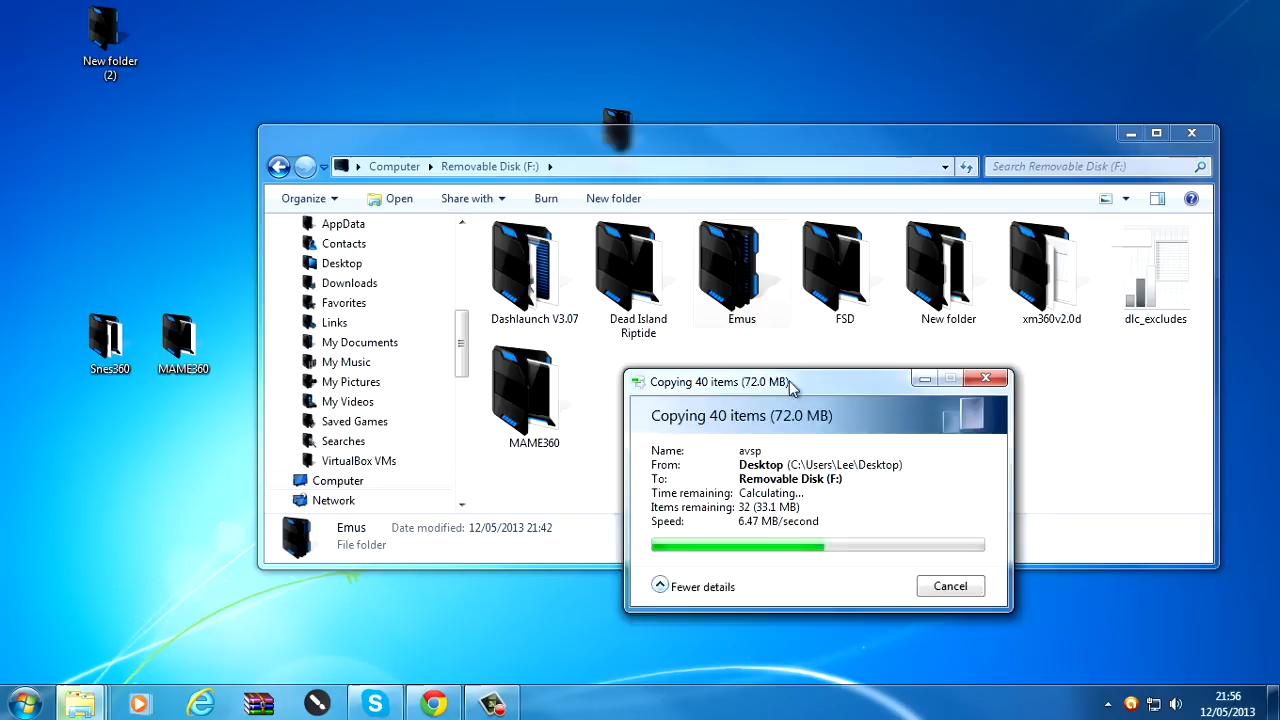 New folder
(2)
Computer
Removable Disk (F:)
Search Removable Disk (F:)
Organize
Open
Share with
Burn
New folder
AppData
Contacts
Desktop
Downloads
Favorites
Links
My Documents
My Music
My Pictures
My Videos
Saved Games
Searches
VirtualBox VMs
Computer
Network
Dashlaunch V3.07
Dead Island
Riptide
Emus
FSD
New folder
xm360v2.0d
dlc_excludes
MAME360
Snes360
MAME360
Emus
Date modified: 12/05/2013 21:42
File folder
Copying 40 items (72.0 MB)
Copying 40 items (72.0 MB)
Name: avsp
From: Desktop (C:\Users\Lee\Desktop)
To: Removable Disk (F:)
Time remaining: Calculating...
Items remaining: 32 (33.1 MB)
Speed: 6.47 MB/second
Fewer details
Cancel
21:56
12/05/2013